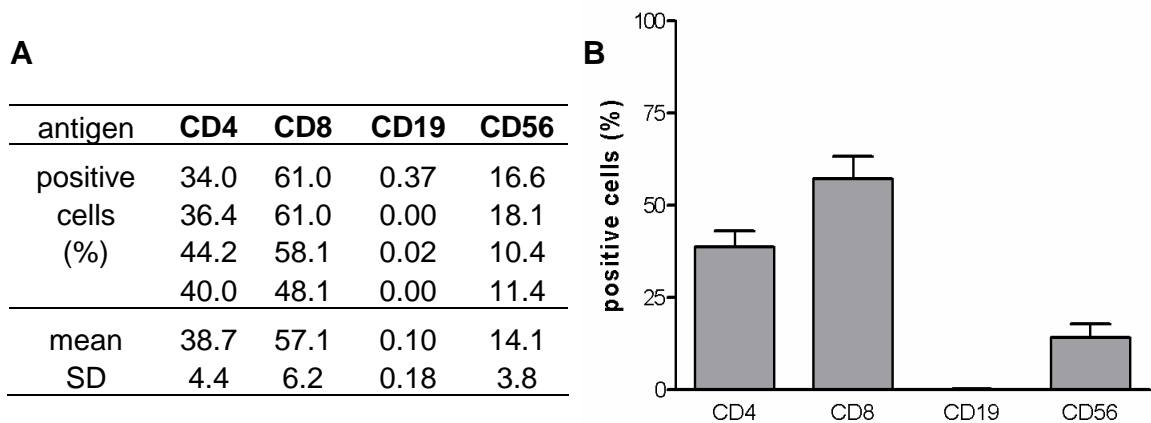 A
antigen CD4 CD8 CD19 CD56
positive 34.0 61.0 0.37 16.6
cells 36.4 61.0 0.00 18.1
(%) 44.2 58.1 0.02 10.4
40.0 48.1 0.00 11.4
mean 38.7 57.1 0.10 14.1
SD 4.4 6.2 0.18 3.8
B
positive cells (%)
100
75
50
25
0
CD4 CD8 CD19 CD56